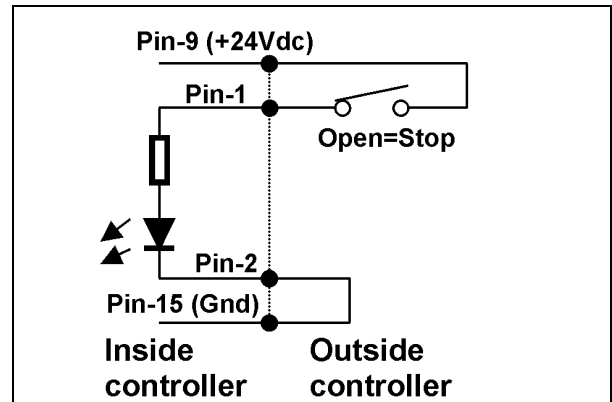 Pin-9 (+24Vdc)
Pin-1
Open=Stop
Pin-2
Pin-15 (Gnd)
Inside
controller
Outside
controller